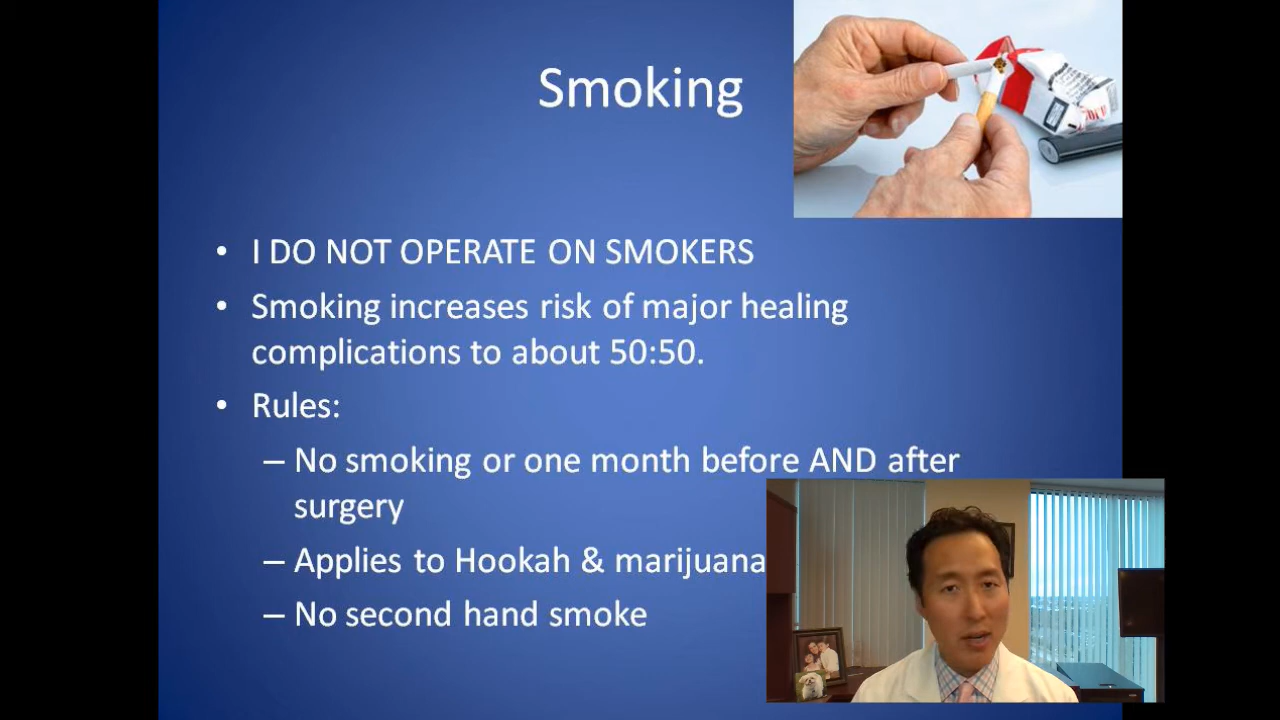 Smoking
• I DO NOT OPERATE ON SMOKERS
• Smoking increases risk of major healing
complications to about 50:50.
• Rules:
– No smoking or one month before AND after
surgery
– Applies to Hookah & marijuana
– No second hand smoke